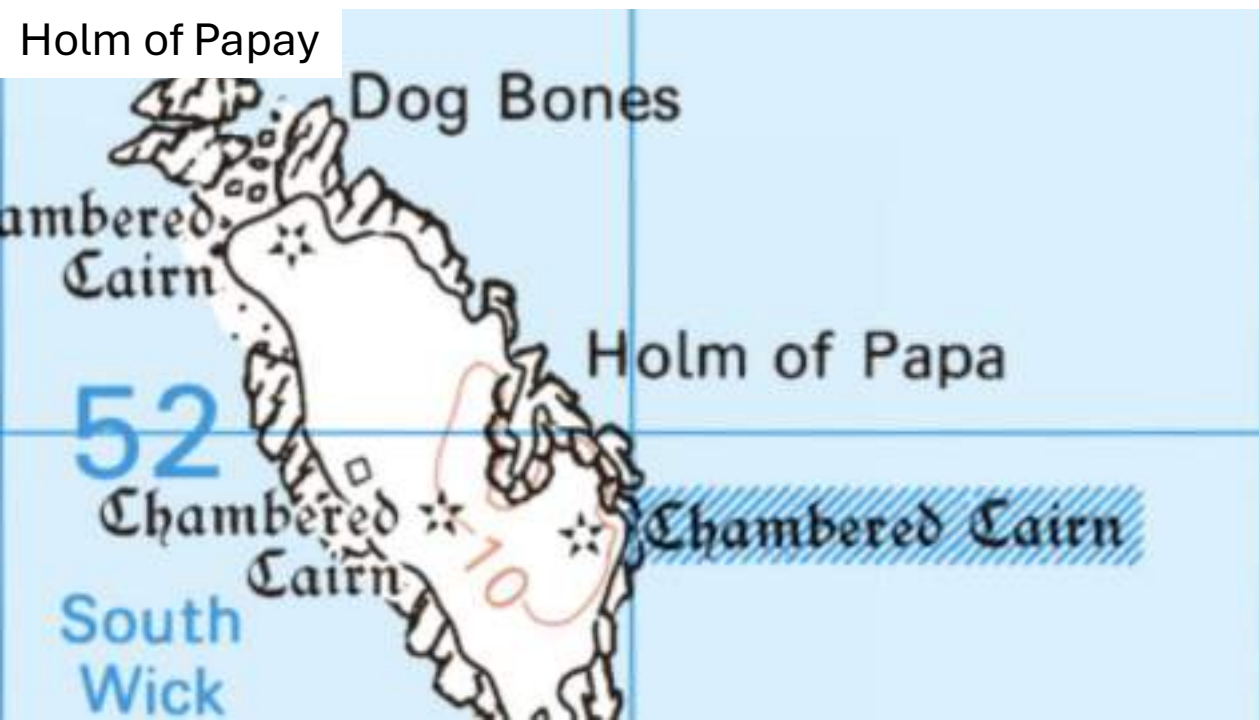 Holm of Papay
Dog Bones
ambered
Cairn
Holm of Papa
52
Chambered
Cairn
Chambered Cairn
10
South
Wick